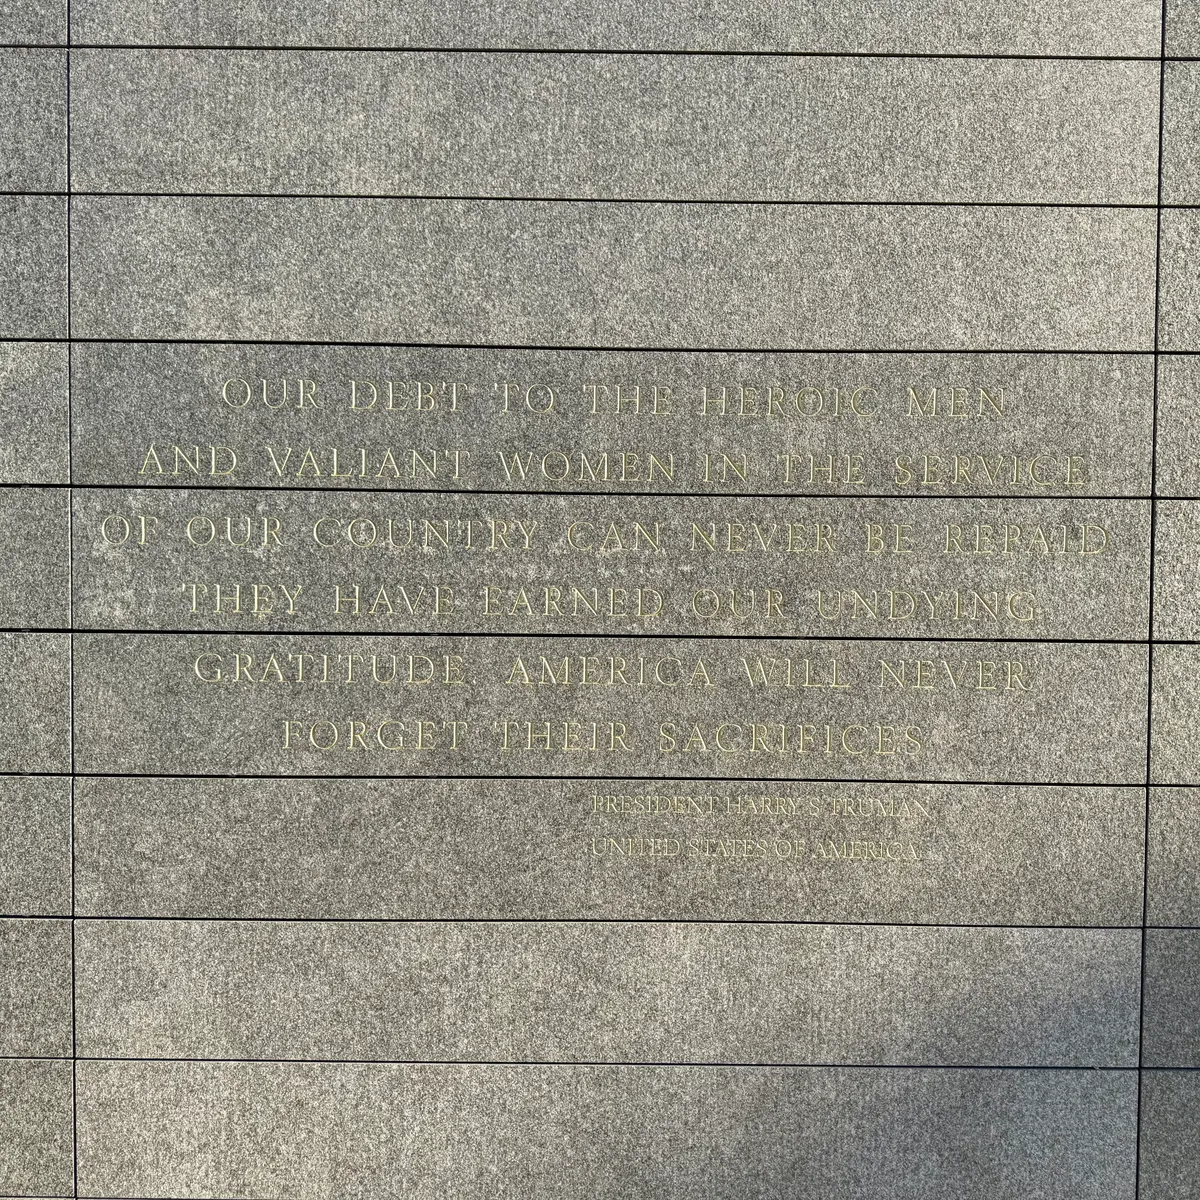 OUR DEBT TO THE HEROIC MEN
AND VALIANT WOMEN IN THE SERVICE
OF OUR COUNTRY CAN NEVER BE REPAID
THEY HAVE EARNED OUR UNDYING
GRATITUDE AMERICA WILL NEVER
FORGET THEIR SACRIFICES
PRESIDENT HARRY S TRUMAN
UNITED STATES OF AMERICA